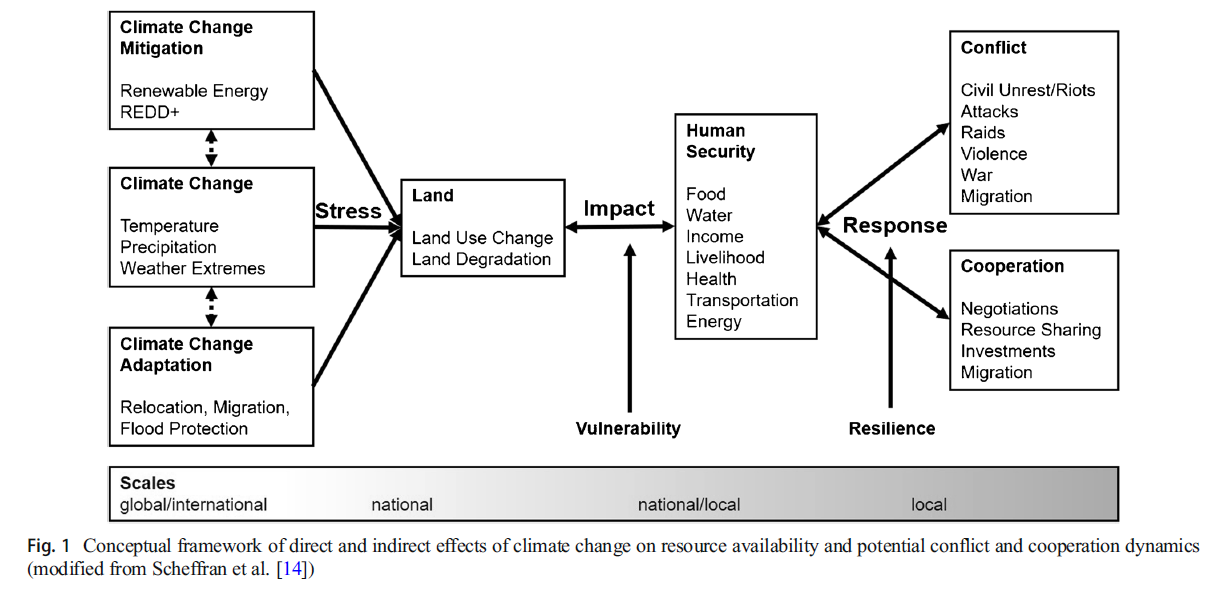 Climate Change
Mitigation
Renewable Energy
REDD+
Climate Change
Temperature
Precipitation
Weather Extremes
Climate Change
Adaptation
Relocation, Migration,
Flood Protection
Stress
Land
Land Use Change
Land Degradation
Impact
Vulnerability
Human
Security
Food
Water
Income
Livelihood
Health
Transportation
Energy
Response
Resilience
Conflict
Civil Unrest/Riots
Attacks
Raids
Violence
War
Migration
Cooperation
Negotiations
Resource Sharing
Investments
Migration
Scales
global/international national national/local local
Fig. 1 Conceptual framework of direct and indirect effects of climate change on resource availability and potential conflict and cooperation dynamics
(modified from Scheffran et al. [14])